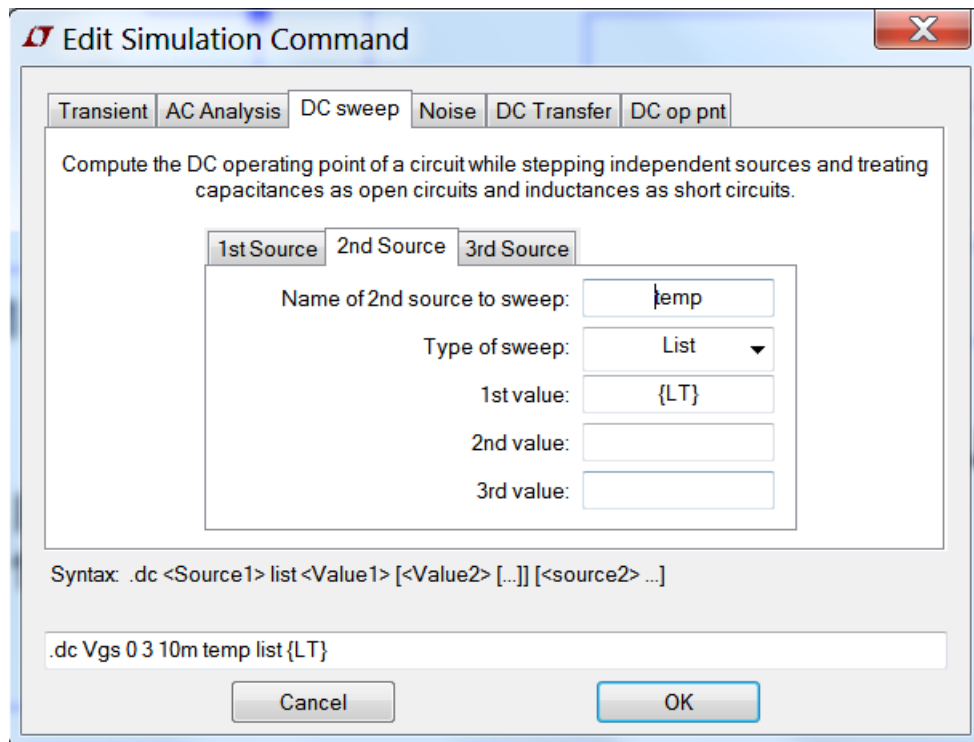 Edit Simulation Command
Transient AC Analysis DC sweep Noise DC Transfer DC op pnt
Compute the DC operating point of a circuit while stepping independent sources and treating
capacitances as open circuits and inductances as short circuits.
1st Source 2nd Source 3rd Source
Name of 2nd source to sweep: temp
Type of sweep: List
1st value: {LT}
2nd value:
3rd value:
Syntax: .dc <Source1> list <Value1> [<Value2> [...]] [<source2> ...]
.dc Vgs 0 3 10m temp list {LT}
Cancel OK